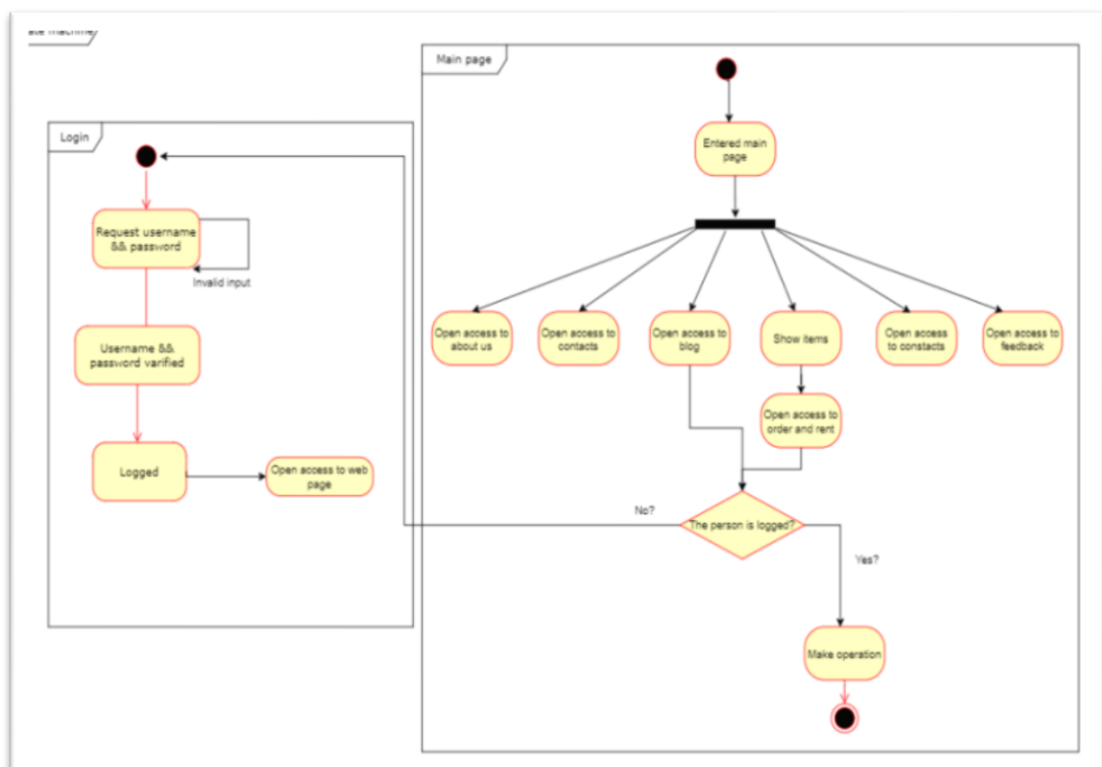 ate machine
Main page
Login
Entered main
page
Request username
&& password
Invalid input
Open access to
about us
Open access to
contacts
Open access to
blog
Show items
Open access
to constacts
Open access to
feedback
Username &&
password varified
Open access to
order and rent
Logged
Open access to web
page
No?
The person is logged?
Yes?
Make operation